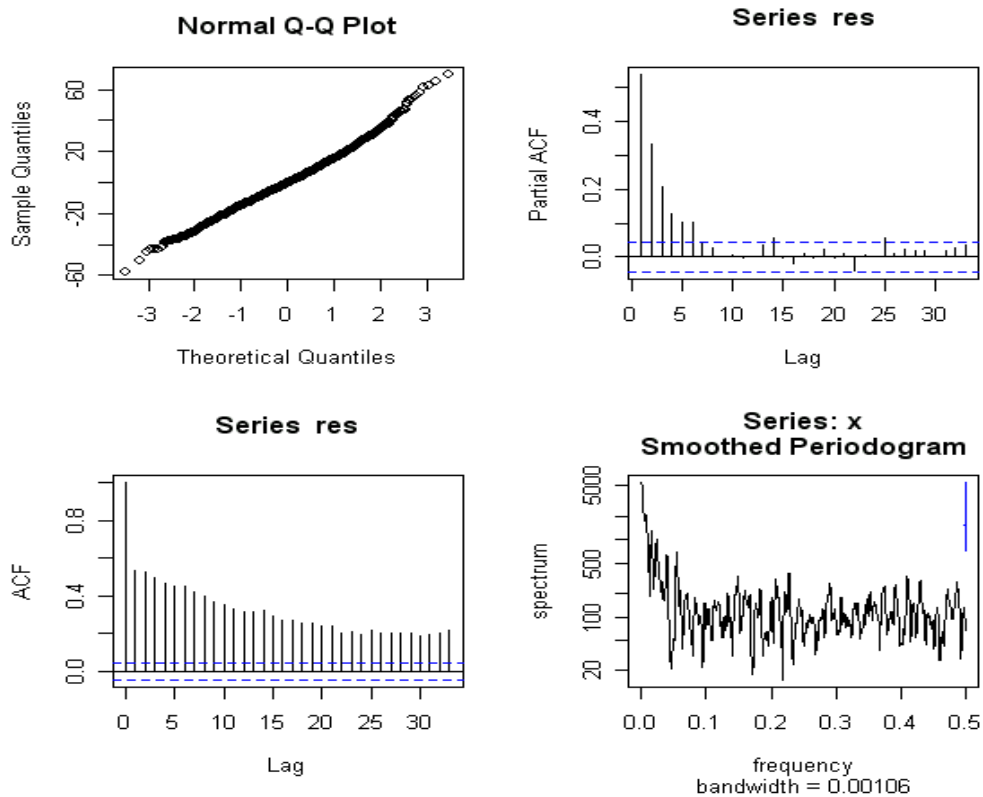 Normal Q-Q Plot
Sample Quantiles
-60 -20 20 60
-3 -2 -1 0 1 2 3
Theoretical Quantiles
Series res
Partial ACF
0.0 0.2 0.4
0 5 10 15 20 25 30
Lag
Series res
ACF
0.0 0.4 0.8
0 5 10 15 20 25 30
Lag
Series: x
Smoothed Periodogram
spectrum
20 100 500 5000
0.0 0.1 0.2 0.3 0.4 0.5
frequency
bandwidth = 0.00106